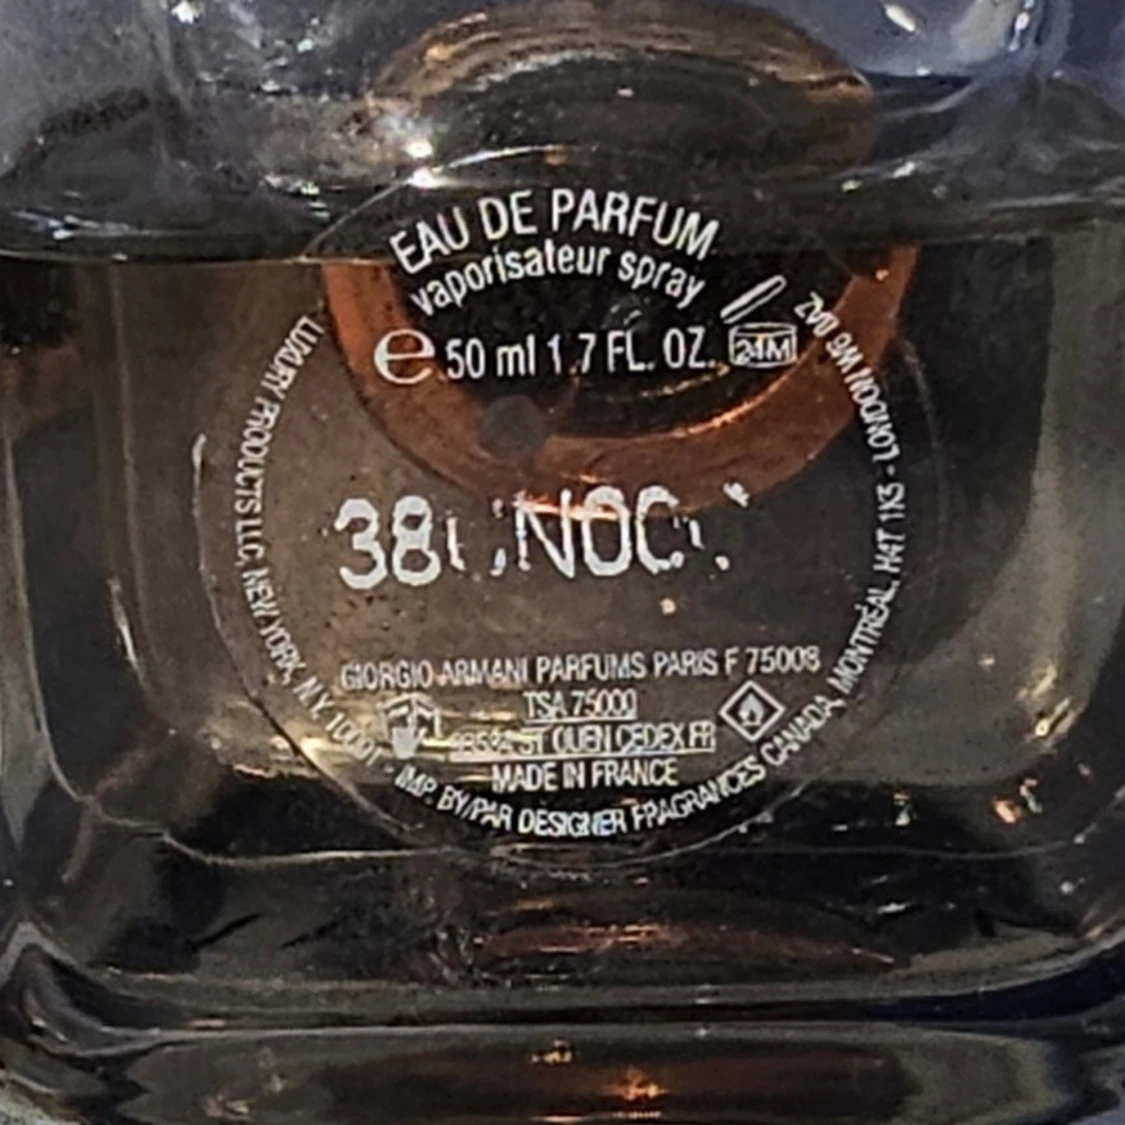 EAU DE PARFUM
vaporisateur spray
e 50 ml 1.7 FL. OZ. 24M
GIORGIO ARMANI PARFUMS PARIS F 75008
TSA 75000
ST OUEN CEDEX FR
MADE IN FRANCE
LUXURY PRODUCTS LLC, NEW YORK, N.Y. 10001 - IMP. BY/PAR DESIGNER FRAGRANCES CANADA, MONTRÉAL, H4T 1K5 - LONDON W6